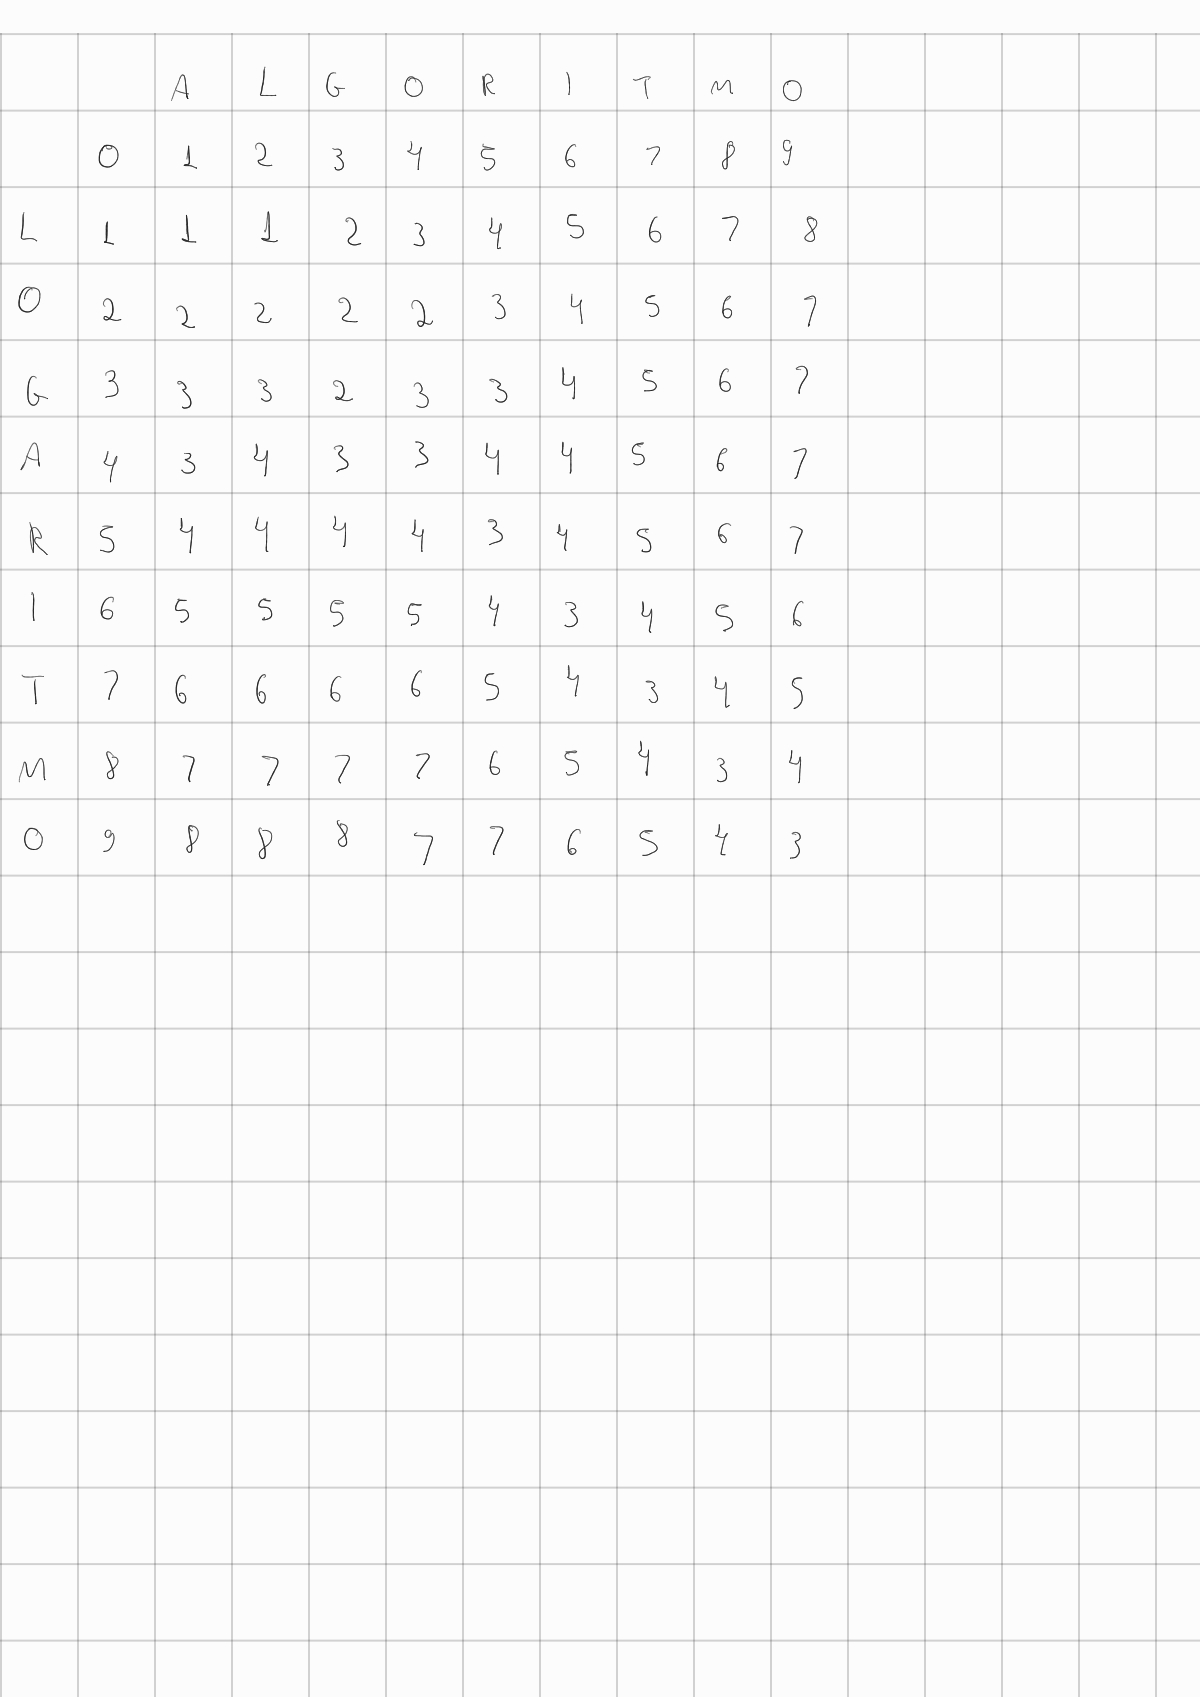 A L G O R I T M O
0 1 2 3 4 5 6 7 8 9
L 1 1 1 2 3 4 5 6 7 8
O 2 2 2 2 2 3 4 5 6 7
G 3 3 3 2 3 3 4 5 6 7
A 4 3 4 3 3 4 4 5 6 7
R 5 4 4 4 4 3 4 5 6 7
I 6 5 5 5 5 4 3 4 5 6
T 7 6 6 6 6 5 4 3 4 5
M 8 7 7 7 7 6 5 4 3 4
O 9 8 8 8 7 7 6 5 4 3